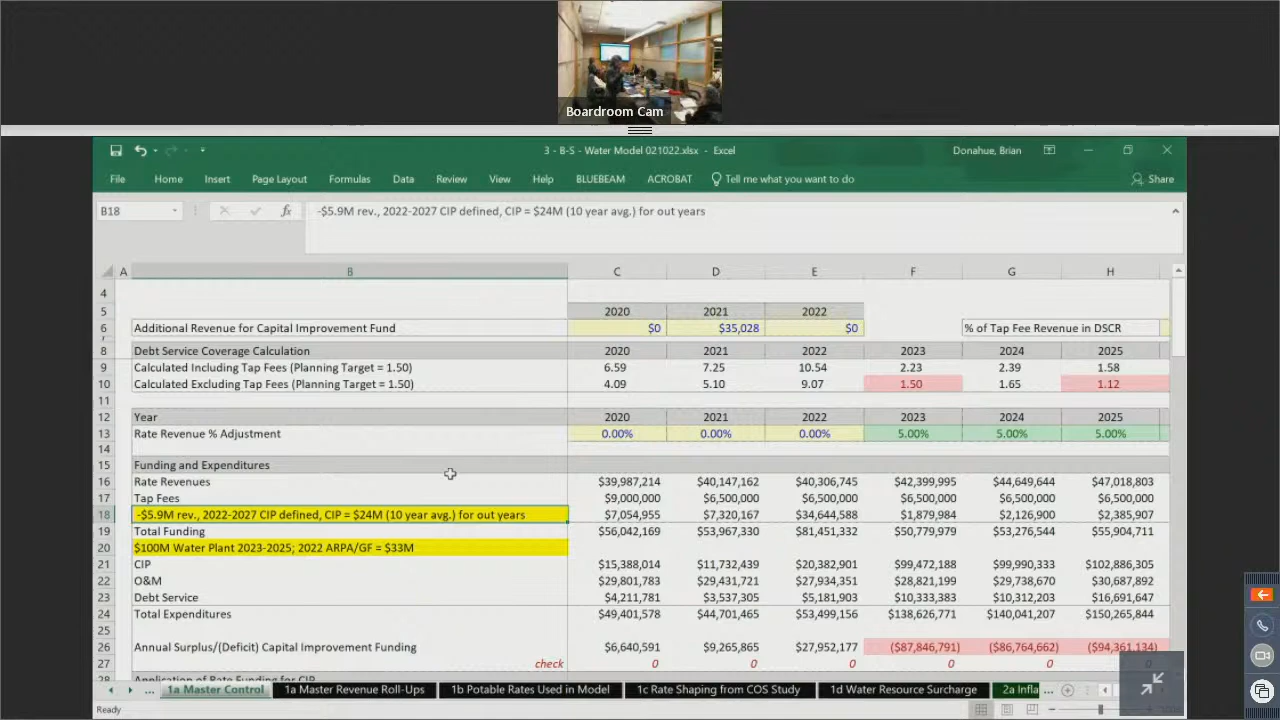 Boardroom Cam
3 - B-S - Water Model 021022.xlsx - Excel
Donahue, Brian
File Home Insert Page Layout Formulas Data Review View Help BLUEBEAM ACROBAT Tell me what you want to do Share
B18 fx -$5.9M rev., 2022-2027 CIP defined, CIP = $24M (10 year avg.) for out years
A B C D E F G H
4
5 2020 2021 2022
6 Additional Revenue for Capital Improvement Fund $0 $35,028 $0 % of Tap Fee Revenue in DSCR
8 Debt Service Coverage Calculation 2020 2021 2022 2023 2024 2025
9 Calculated Including Tap Fees (Planning Target = 1.50) 6.59 7.25 10.54 2.23 2.39 1.58
10 Calculated Excluding Tap Fees (Planning Target = 1.50) 4.09 5.10 9.07 1.50 1.65 1.12
11
12 Year 2020 2021 2022 2023 2024 2025
13 Rate Revenue % Adjustment 0.00% 0.00% 0.00% 5.00% 5.00% 5.00%
14
15 Funding and Expenditures
16 Rate Revenues $39,987,214 $40,147,162 $40,306,745 $42,399,995 $44,649,644 $47,018,803
17 Tap Fees $9,000,000 $6,500,000 $6,500,000 $6,500,000 $6,500,000 $6,500,000
18 -$5.9M rev., 2022-2027 CIP defined, CIP = $24M (10 year avg.) for out years $7,054,955 $7,320,167 $34,644,588 $1,879,984 $2,126,900 $2,385,907
19 Total Funding $56,042,169 $53,967,330 $81,451,332 $50,779,979 $53,276,544 $55,904,711
20 $100M Water Plant 2023-2025; 2022 ARPA/GF = $33M
21 CIP $15,388,014 $11,732,439 $20,382,901 $99,472,188 $99,990,333 $102,886,305
22 O&M $29,801,783 $29,431,721 $27,934,351 $28,821,199 $29,738,670 $30,687,892
23 Debt Service $4,211,781 $3,537,305 $5,181,903 $10,333,383 $10,312,203 $16,691,647
24 Total Expenditures $49,401,578 $44,701,465 $53,499,156 $138,626,771 $140,041,207 $150,265,844
25
26 Annual Surplus/(Deficit) Capital Improvement Funding $6,640,591 $9,265,865 $27,952,177 ($87,846,791) ($86,764,662) ($94,361,134)
27 check 0 0 0 0 0 0
28 Application of Rate Funding for CIP
... 1a Master Control 1a Master Revenue Roll-Ups 1b Potable Rates Used in Model 1c Rate Shaping from COS Study 1d Water Resource Surcharge 2a Infla ...
Ready